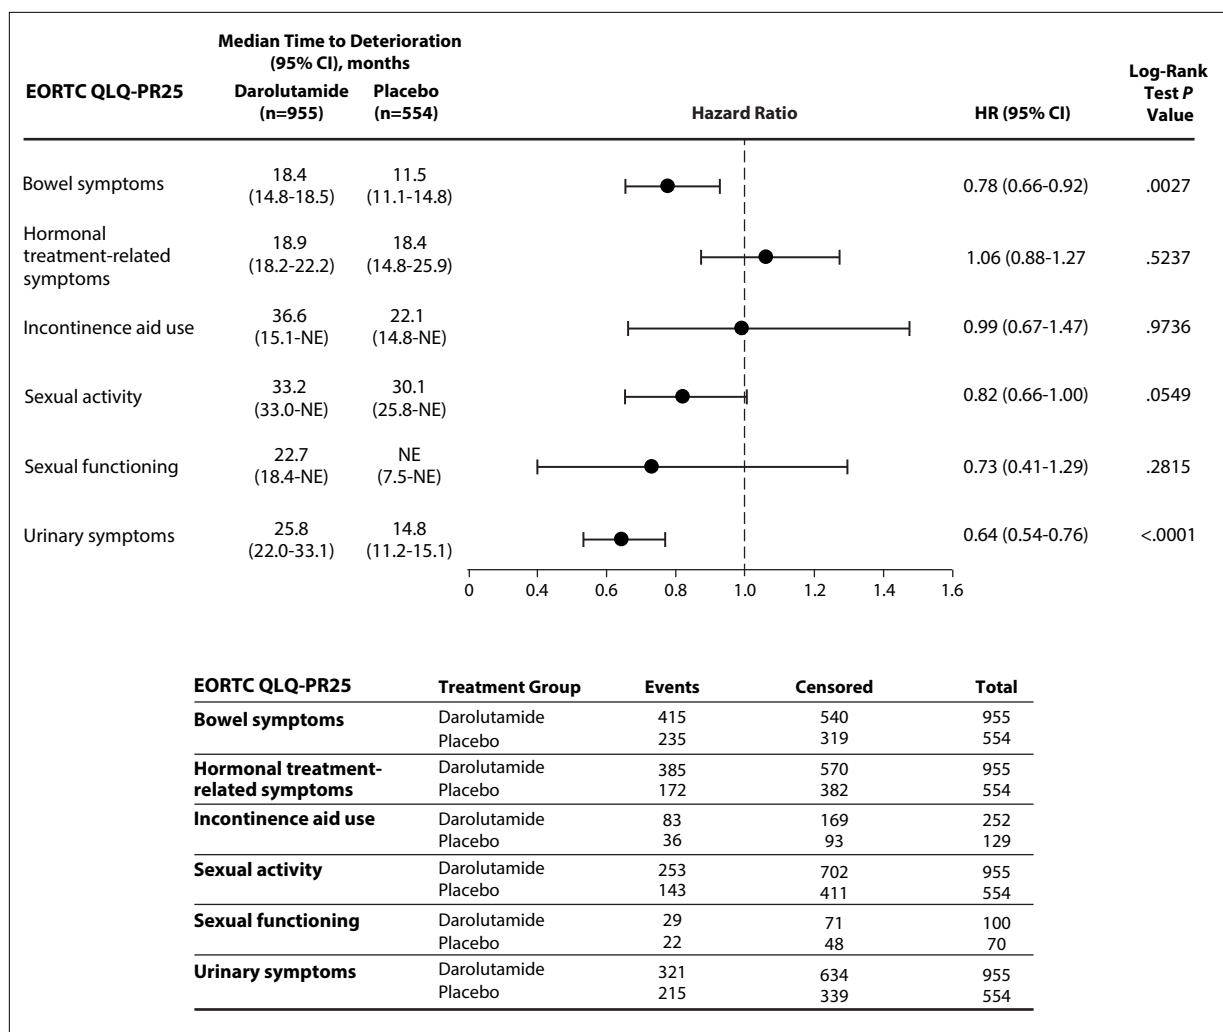 Median Time to Deterioration
(95% CI), months
EORTC QLQ-PR25
Darolutamide
(n=955)
Placebo
(n=554)
Hazard Ratio
HR (95% CI)
Log-Rank
Test P
Value
Bowel symptoms
18.4
(14.8-18.5)
11.5
(11.1-14.8)
0.78 (0.66-0.92)
.0027
Hormonal
treatment-related
symptoms
18.9
(18.2-22.2)
18.4
(14.8-25.9)
1.06 (0.88-1.27
.5237
Incontinence aid use
36.6
(15.1-NE)
22.1
(14.8-NE)
0.99 (0.67-1.47)
.9736
Sexual activity
33.2
(33.0-NE)
30.1
(25.8-NE)
0.82 (0.66-1.00)
.0549
Sexual functioning
22.7
(18.4-NE)
NE
(7.5-NE)
0.73 (0.41-1.29)
.2815
Urinary symptoms
25.8
(22.0-33.1)
14.8
(11.2-15.1)
0.64 (0.54-0.76)
<.0001
0 0.4 0.6 0.8 1.0 1.2 1.4 1.6
EORTC QLQ-PR25 Treatment Group Events Censored Total
Bowel symptoms Darolutamide 415 540 955
Placebo 235 319 554
Hormonal treatment- Darolutamide 385 570 955
related symptoms Placebo 172 382 554
Incontinence aid use Darolutamide 83 169 252
Placebo 36 93 129
Sexual activity Darolutamide 253 702 955
Placebo 143 411 554
Sexual functioning Darolutamide 29 71 100
Placebo 22 48 70
Urinary symptoms Darolutamide 321 634 955
Placebo 215 339 554